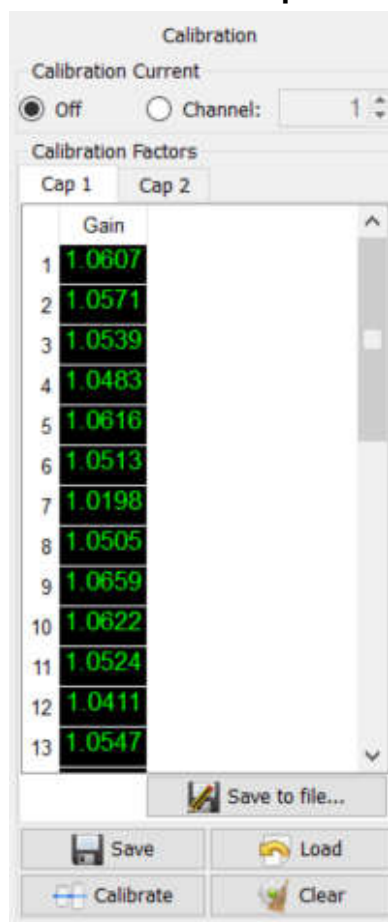 Calibration
Calibration Current
Off Channel: 1
Calibration Factors
Cap 1 Cap 2
Gain
1 1.0607
2 1.0571
3 1.0539
4 1.0483
5 1.0616
6 1.0513
7 1.0198
8 1.0505
9 1.0659
10 1.0622
11 1.0524
12 1.0411
13 1.0547
Save to file...
Save Load
Calibrate Clear